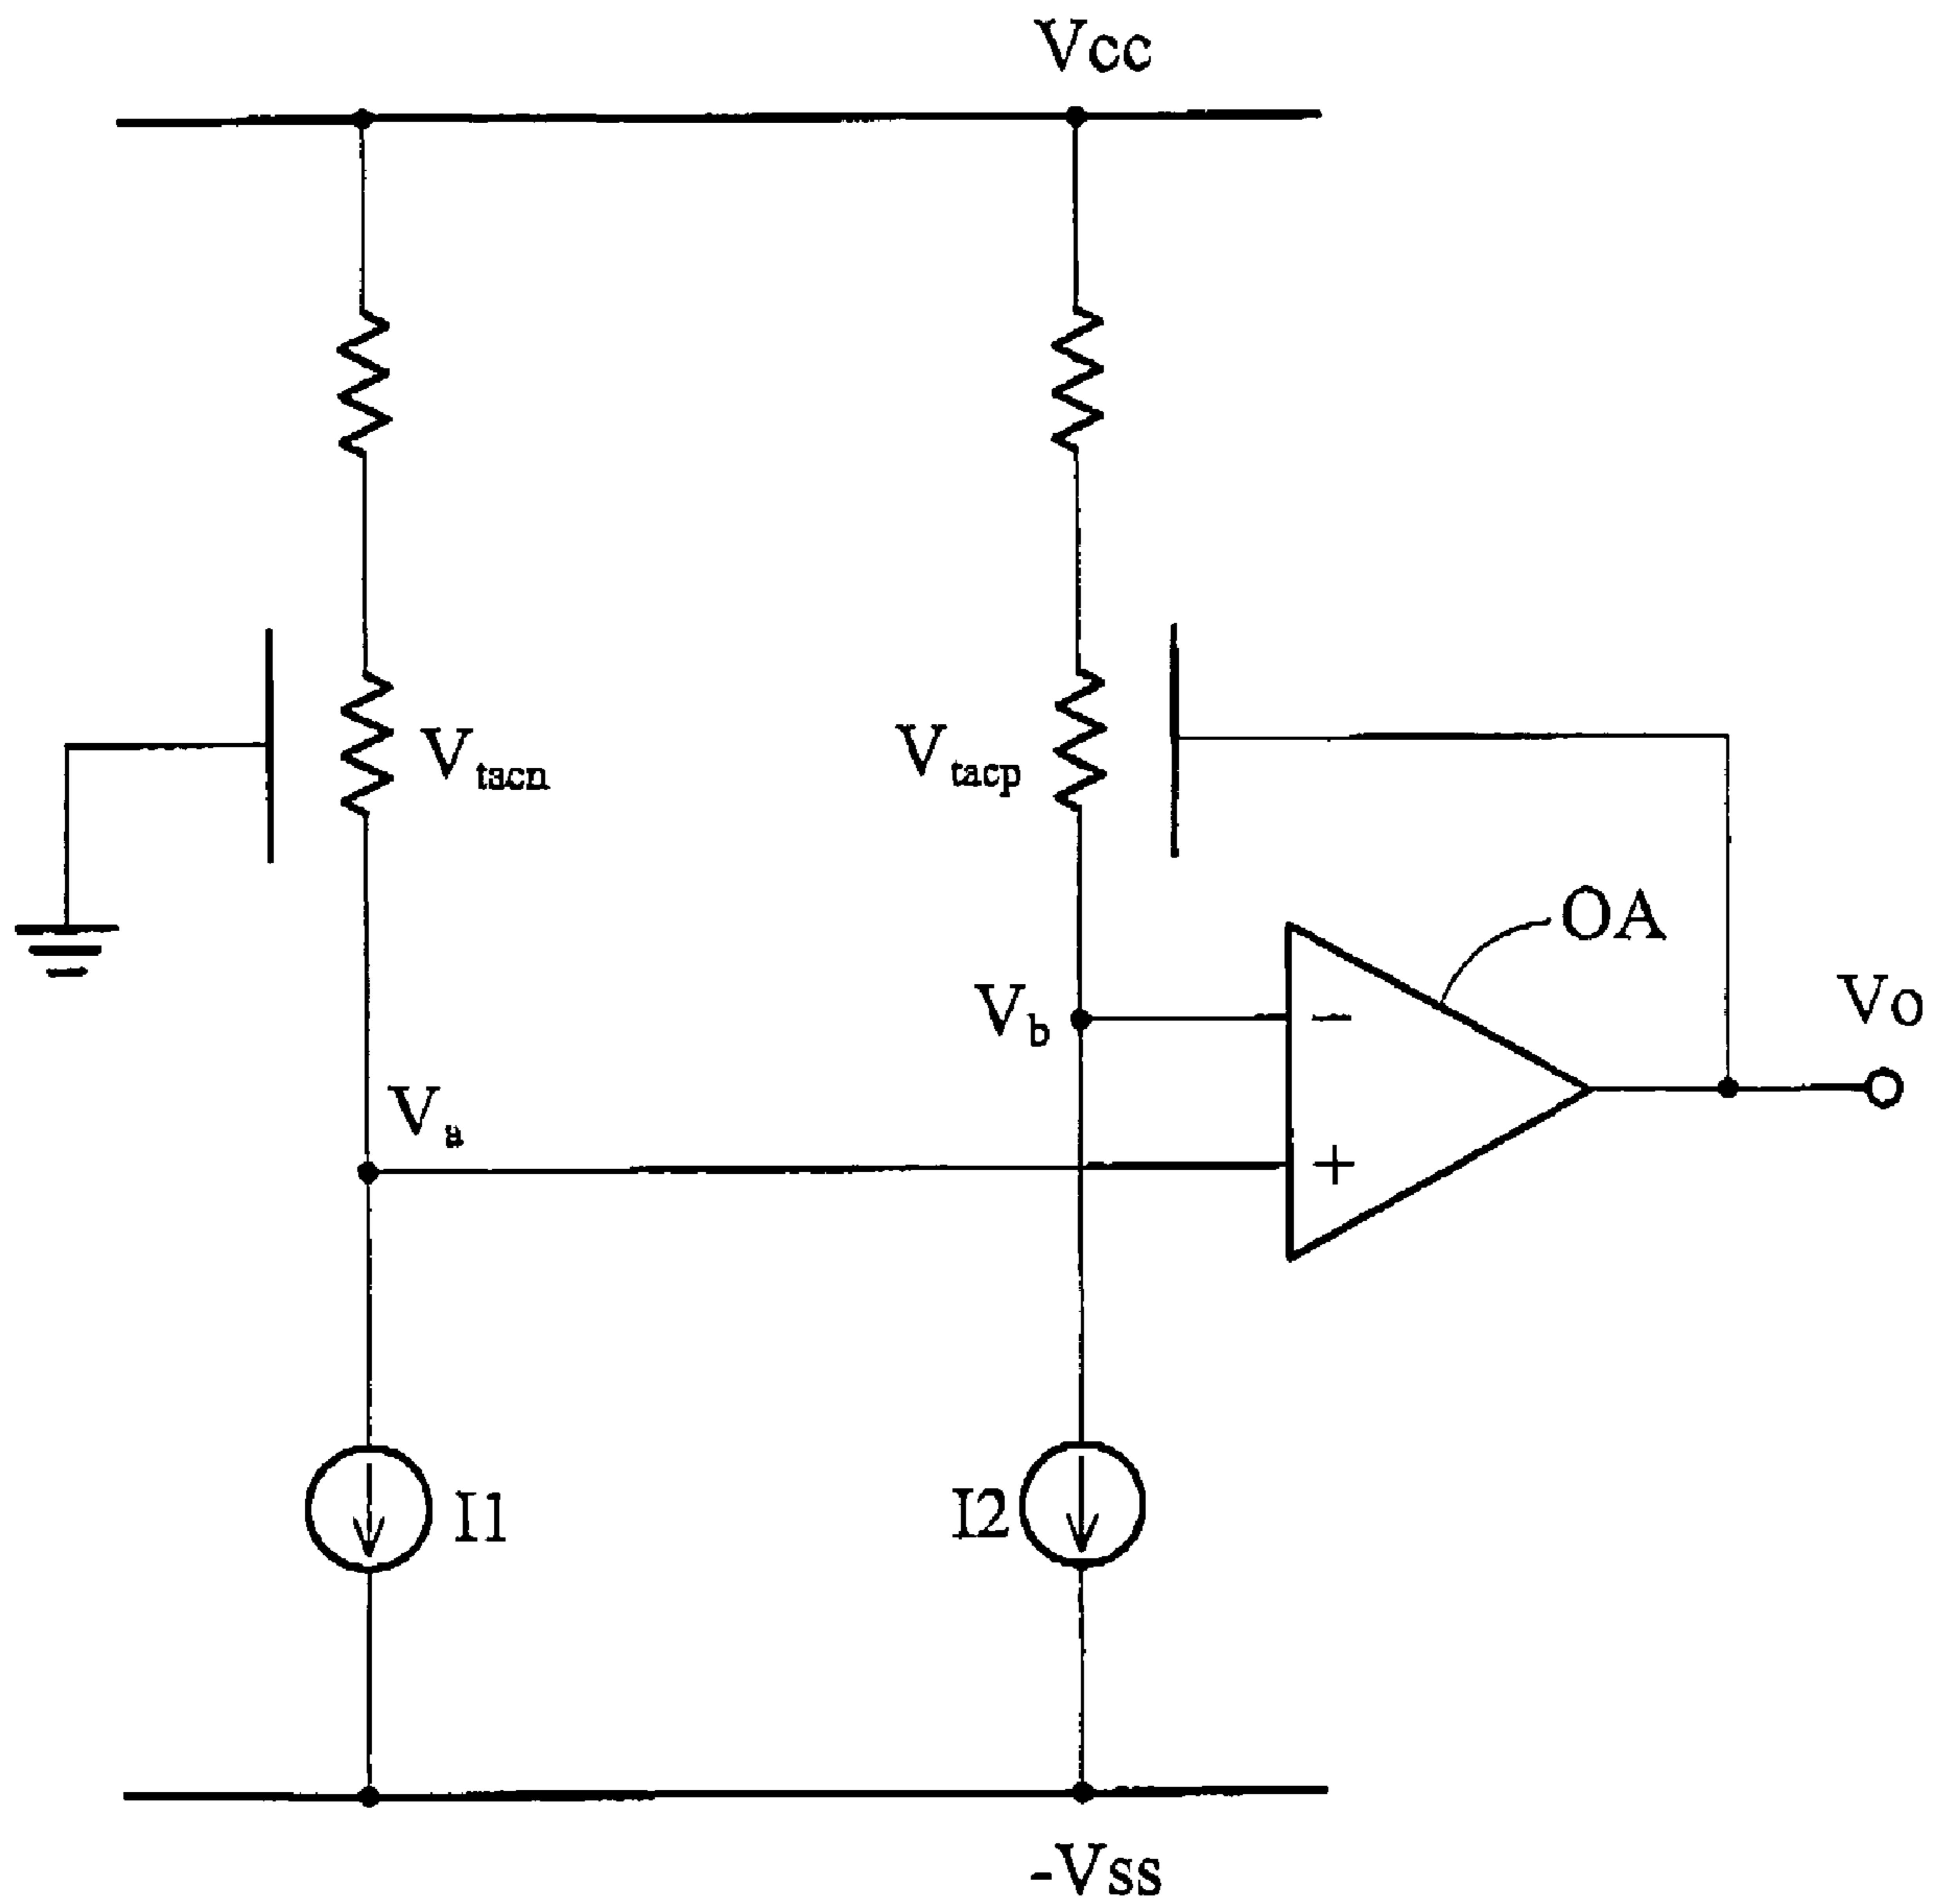 Vcc
Vtacn
Vtacp
OA
Vb
−
Vo
Va
+
I1
I2
-Vss